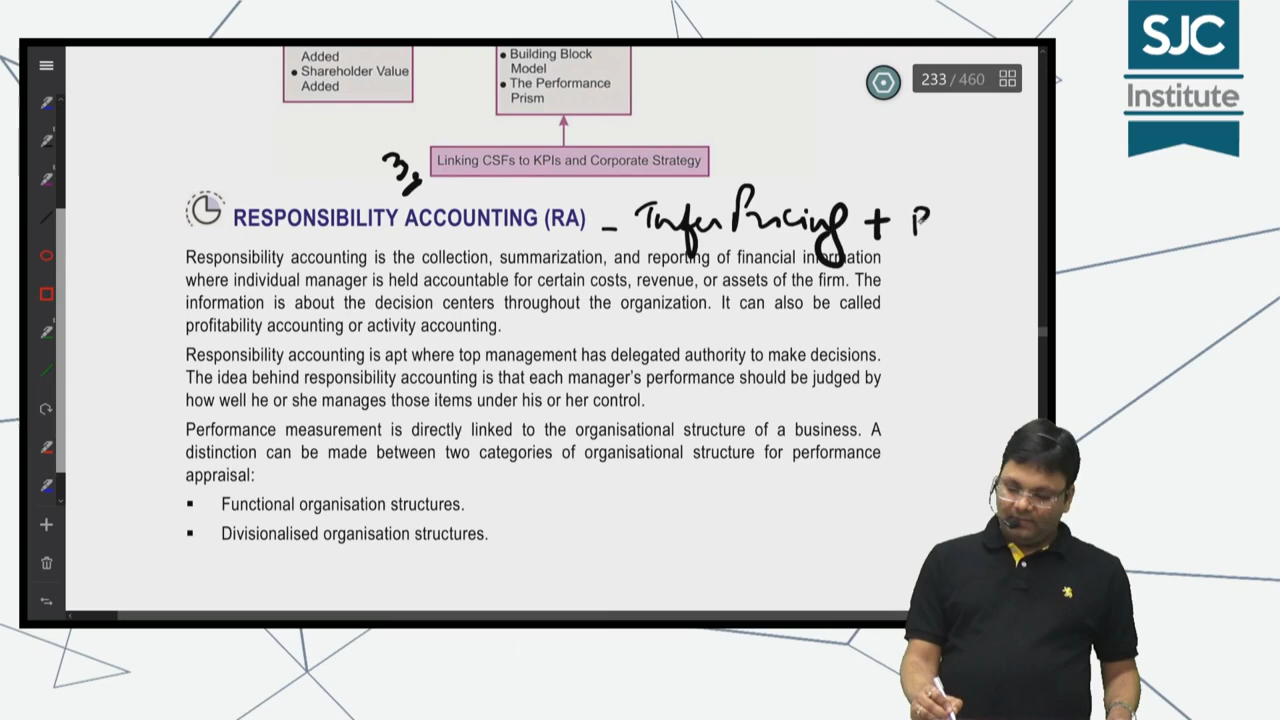 SJC
Institute
233 / 460
Added
• Shareholder Value
Added
• Building Block
Model
• The Performance
Prism
Linking CSFs to KPIs and Corporate Strategy
RESPONSIBILITY ACCOUNTING (RA) – Pricing + P
Responsibility accounting is the collection, summarization, and reporting of financial information
where individual manager is held accountable for certain costs, revenue, or assets of the firm. The
information is about the decision centers throughout the organization. It can also be called
profitability accounting or activity accounting.
Responsibility accounting is apt where top management has delegated authority to make decisions.
The idea behind responsibility accounting is that each manager's performance should be judged by
how well he or she manages those items under his or her control.
Performance measurement is directly linked to the organisational structure of a business. A
distinction can be made between two categories of organisational structure for performance
appraisal:
▪ Functional organisation structures.
▪ Divisionalised organisation structures.